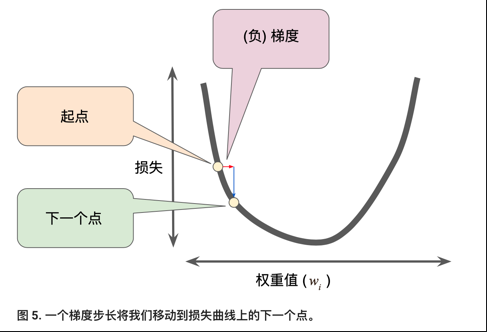 (负) 梯度
起点
损失
下一个点
权重值 (wᵢ)
图 5. 一个梯度步长将我们移动到损失曲线上的下一个点。